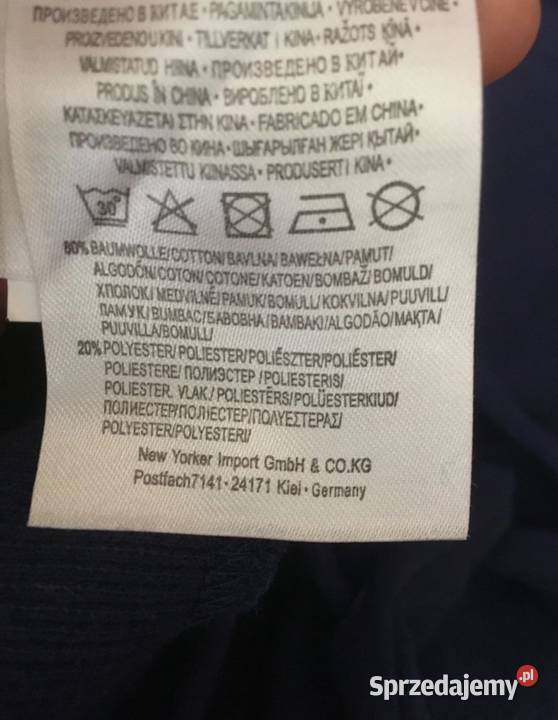 ПРОИЗВЕДЕНО В КИТАЕ • PAGAMINTA KINIJA • VYROBENÉ V ČÍNE •
PROIZVEDENO U KINI • TILLVERKAT I KINA • RAŽOTS ĶĪNĀ •
VALMISTATUD HIINA • ПРОИЗВЕДЕНО В КИТАЙ •
PRODUS ÎN CHINA • ВИРОБЛЕНО В КИТАЇ •
ΚΑΤΑΣΚΕΥΑΖΕΤΑΙ ΣΤΗΝ ΚΙΝΑ • FABRICADO EM CHINA •
ПРОИЗВЕДЕНО ВО КИНА • ШЫҒАРЫЛҒАН ЖЕРІ ҚЫТАЙ •
VALMISTETTU KIINASSA • PRODUSERT I KINA •
30°
80% BAUMWOLLE/COTTON/BAVLNA/BAWEŁNA/PAMUT/
ALGODÓN/COTON/COTONE/KATOEN/BOMBAŽ/BOMULD/
ХЛОПОК/MEDVILNĖ/PAMUK/BOMULL/KOKVILNA/PUUVILL/
ПАМУК/BUMBAC/БАВОВНА/BAMBAKI/ALGODÃO/МАҚТА/
PUUVILLA/BOMULL/
20% POLYESTER/POLIESTER/POLIÉSZTER/POLIÉSTER/
POLIESTERE/ПОЛИЭСТЕР /POLIESTERIS/
POLIESTER. VLAK./POLIESTĒRS/POLÜESTERKIUD/
ПОЛИЕСТЕР/ПОЛІЕСТЕР/ΠΟΛΥΕΣΤΕΡΑΣ/
POLYESTER/POLYESTERI/
New Yorker Import GmbH & CO.KG
Postfach7141 • 24171 Kiel • Germany
Sprzedajemy.pl